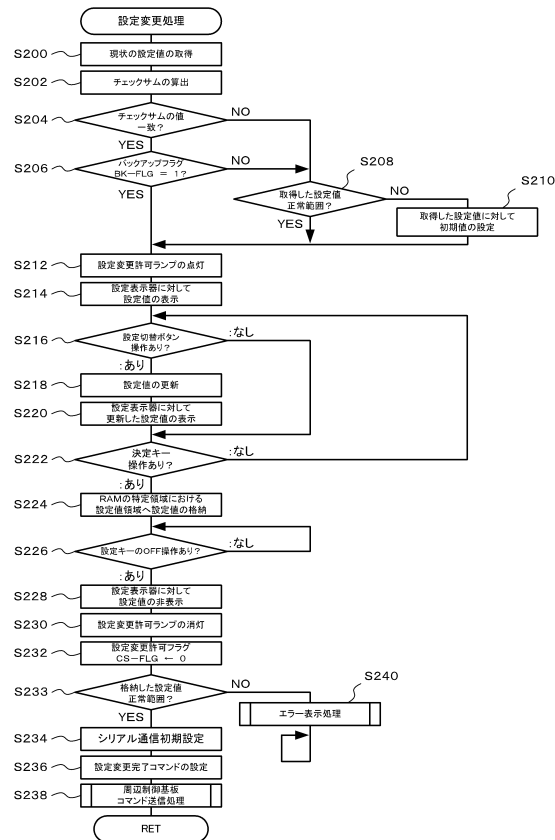 設定変更処理
S200
現状の設定値の取得
S202
チェックサムの算出
S204
チェックサムの値
一致？
NO
YES
S206
バックアップフラグ
BK－FLG ＝ 1？
NO
YES
S208
取得した設定値
正常範囲？
NO
YES
S210
取得した設定値に対して
初期値の設定
S212
設定変更許可ランプの点灯
S214
設定表示器に対して
設定値の表示
S216
設定切替ボタン
操作あり？
：なし
：あり
S218
設定値の更新
S220
設定表示器に対して
更新した設定値の表示
S222
決定キー
操作あり？
：なし
：あり
S224
RAMの特定領域における
設定値領域へ設定値の格納
S226
設定キーのOFF操作あり？
：なし
：あり
S228
設定表示器に対して
設定値の非表示
S230
設定変更許可ランプの消灯
S232
設定変更許可フラグ
CS－FLG ← 0
S233
格納した設定値
正常範囲？
NO
YES
S240
エラー表示処理
S234
シリアル通信初期設定
S236
設定変更完了コマンドの設定
S238
周辺制御基板
コマンド送信処理
RET